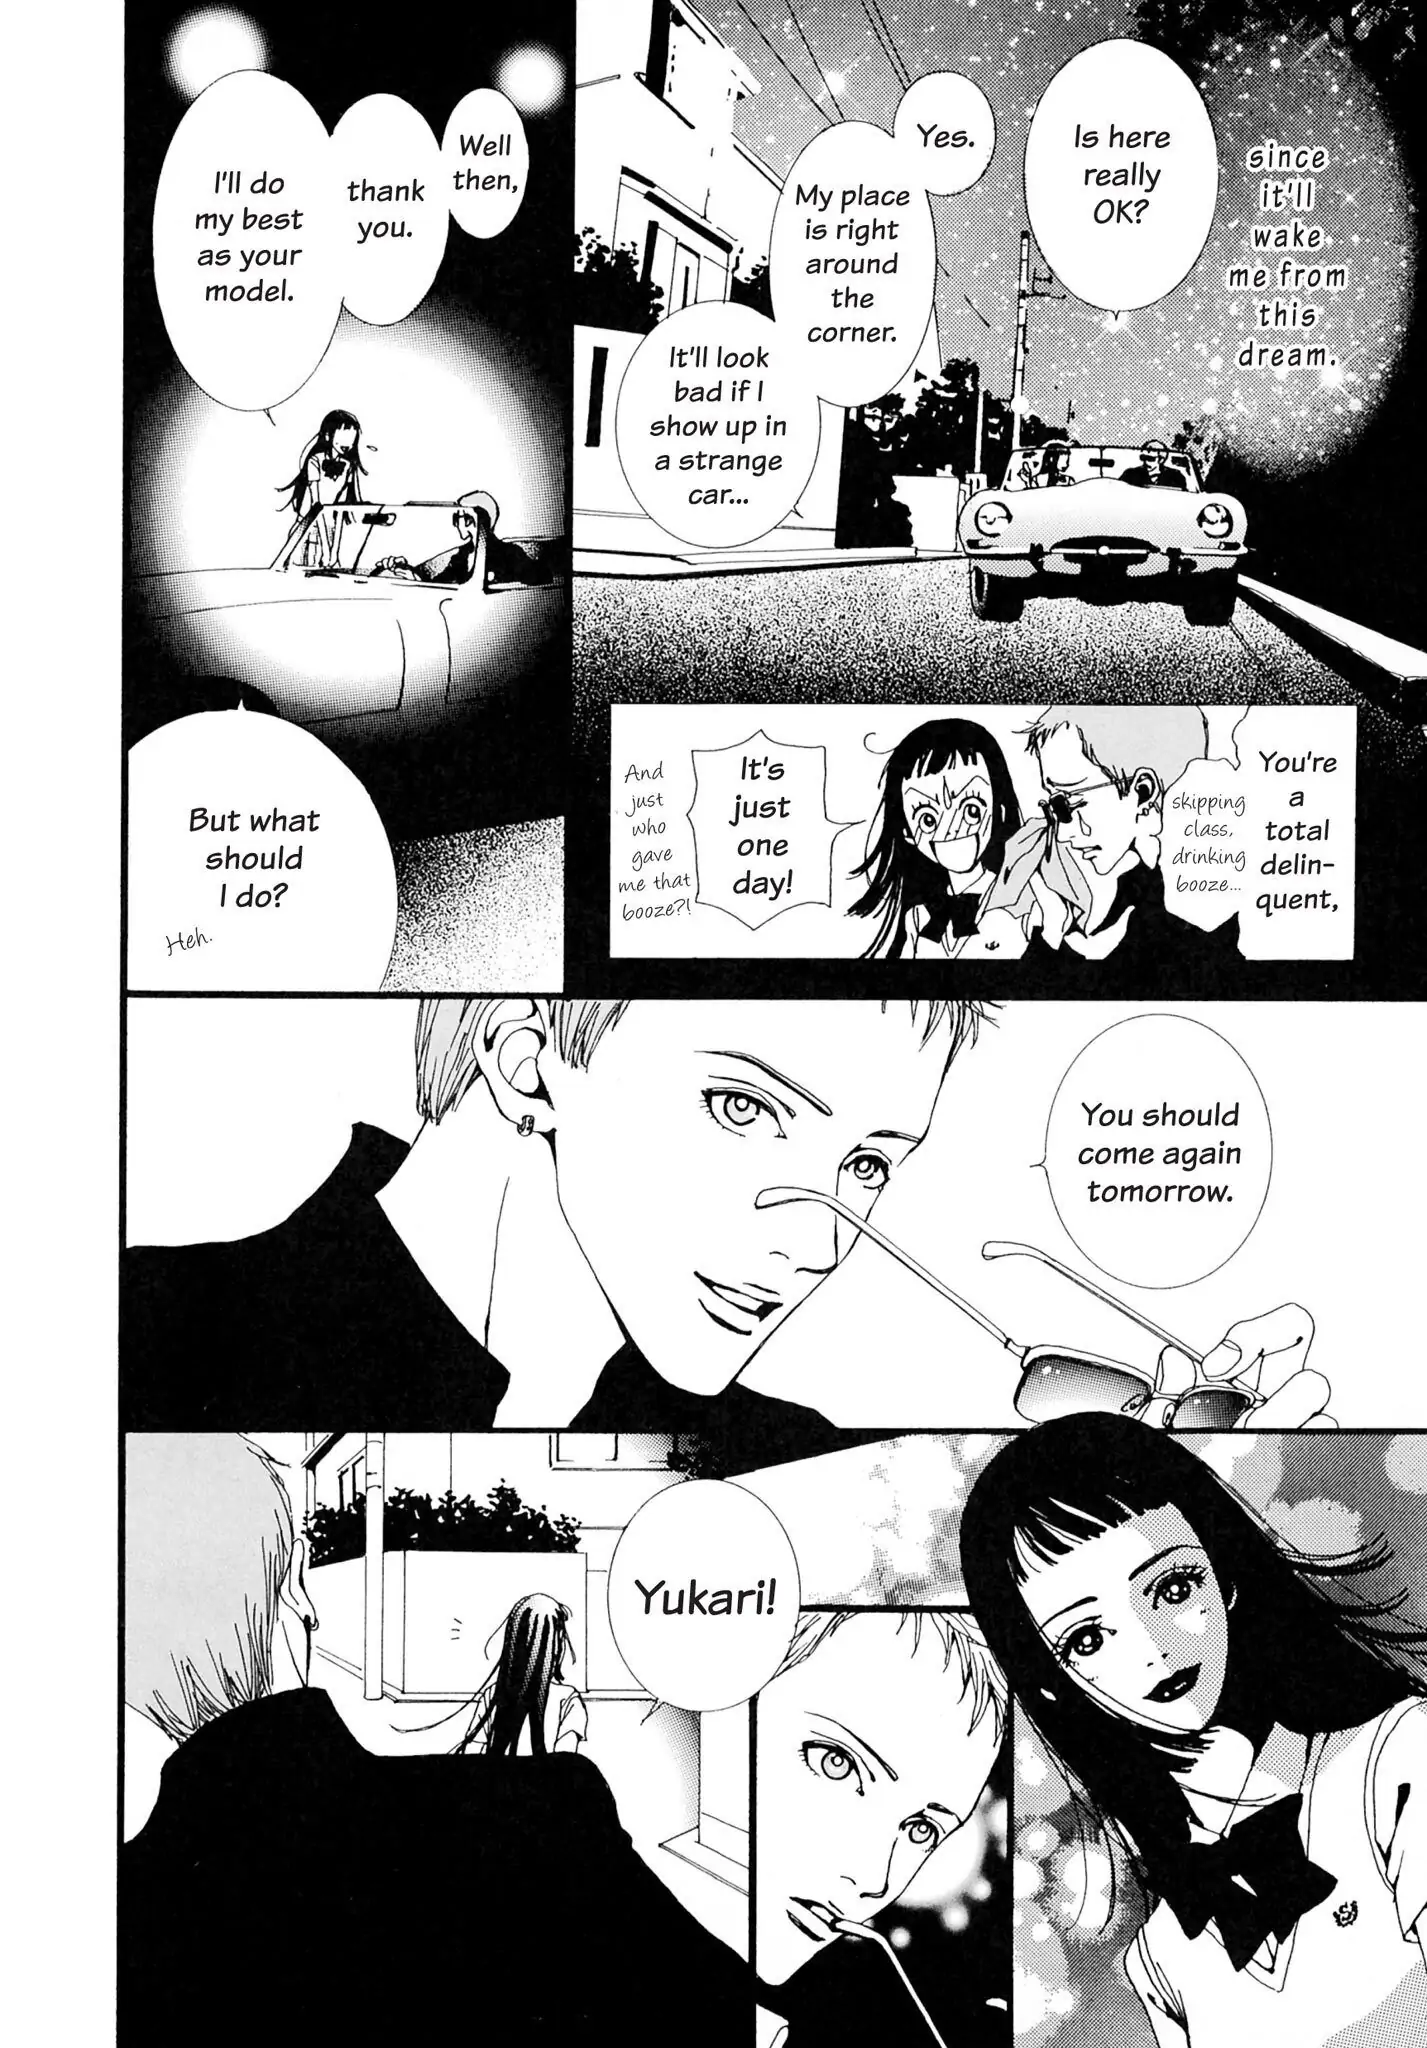 since
it'll
wake
me from
this
dream.
Is here
really
OK?
Yes.
My place
is right
around
the
corner.
It'll look
bad if I
show up in
a strange
car...
You're
a
total
delin-
quent,
skipping
class,
drinking
booze...
It's
just
one
day!
And
just
who
gave
me that
booze?!
Well
then,
thank
you.
I'll do
my best
as your
model.
But what
should
I do?
Heh.
You should
come again
tomorrow.
Yukari!
S